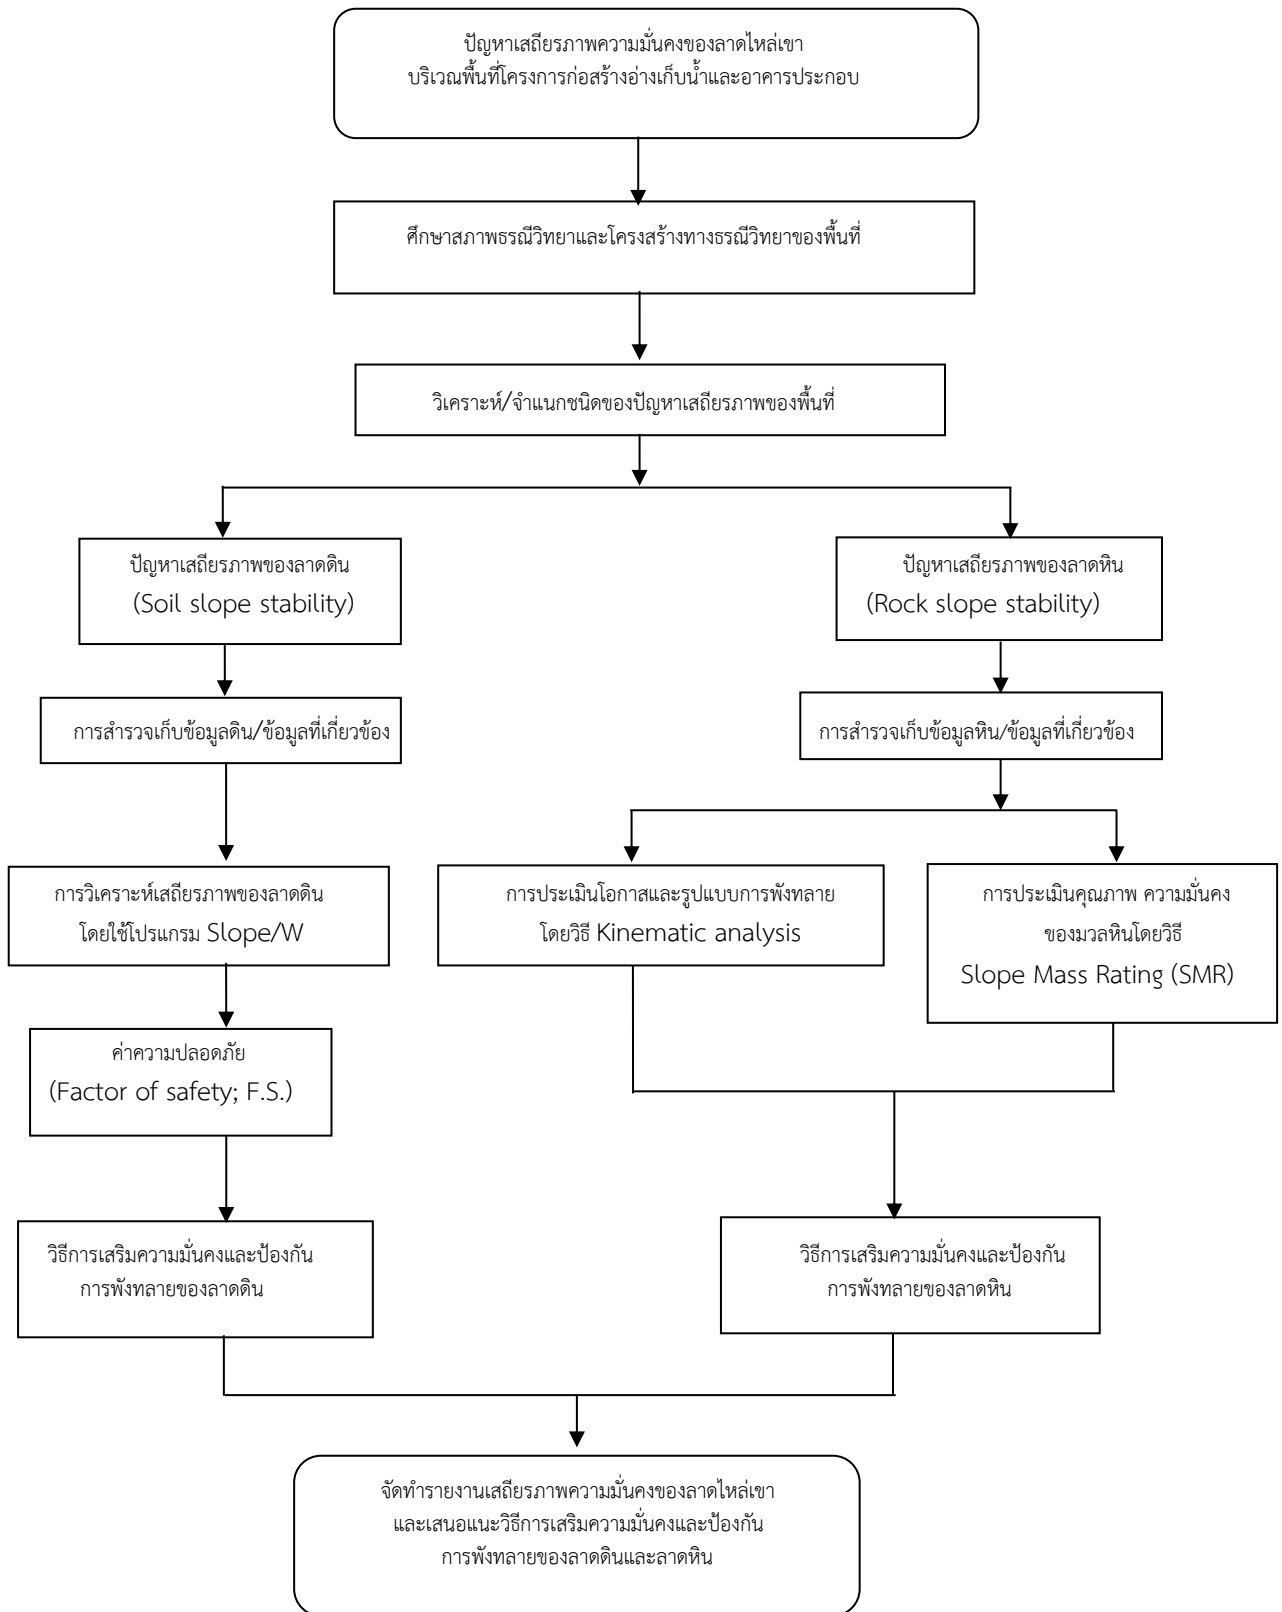 ปัญหาเสถียรภาพความมั่นคงของลาดไหล่เขา
บริเวณพื้นที่โครงการก่อสร้างอ่างเก็บน้ำและอาคารประกอบ
ศึกษาสภาพธรณีวิทยาและโครงสร้างทางธรณีวิทยาของพื้นที่
วิเคราะห์/จำแนกชนิดของปัญหาเสถียรภาพของพื้นที่
ปัญหาเสถียรภาพของลาดดิน
(Soil slope stability)
ปัญหาเสถียรภาพของลาดหิน
(Rock slope stability)
การสำรวจเก็บข้อมูลดิน/ข้อมูลที่เกี่ยวข้อง
การสำรวจเก็บข้อมูลหิน/ข้อมูลที่เกี่ยวข้อง
การวิเคราะห์เสถียรภาพของลาดดิน
โดยใช้โปรแกรม Slope/W
การประเมินโอกาสและรูปแบบการพังทลาย
โดยวิธี Kinematic analysis
การประเมินคุณภาพ ความมั่นคง
ของมวลหินโดยวิธี
Slope Mass Rating (SMR)
ค่าความปลอดภัย
(Factor of safety; F.S.)
วิธีการเสริมความมั่นคงและป้องกัน
การพังทลายของลาดดิน
วิธีการเสริมความมั่นคงและป้องกัน
การพังทลายของลาดหิน
จัดทำรายงานเสถียรภาพความมั่นคงของลาดไหล่เขา
และเสนอแนะวิธีการเสริมความมั่นคงและป้องกัน
การพังทลายของลาดดินและลาดหิน